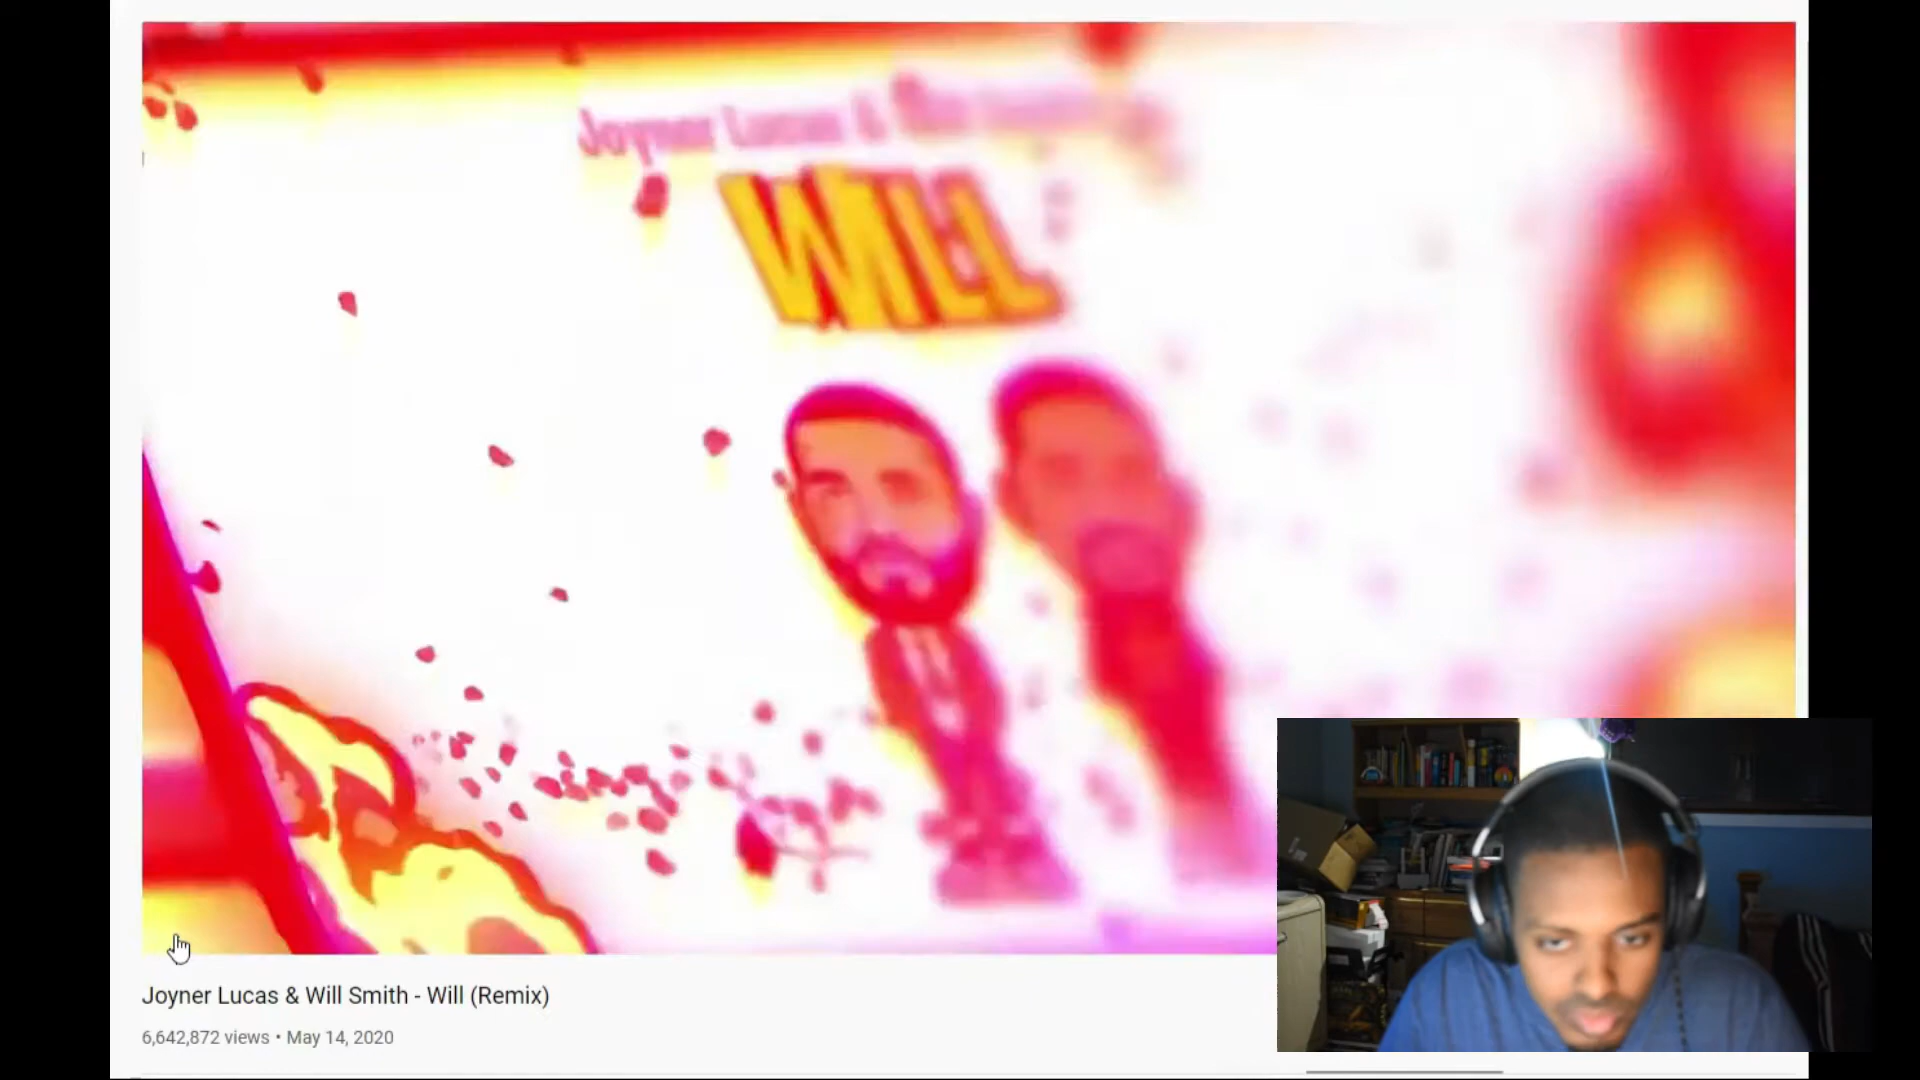 Joyner Lucas &
WILL
Joyner Lucas & Will Smith - Will (Remix)
6,642,872 views • May 14, 2020